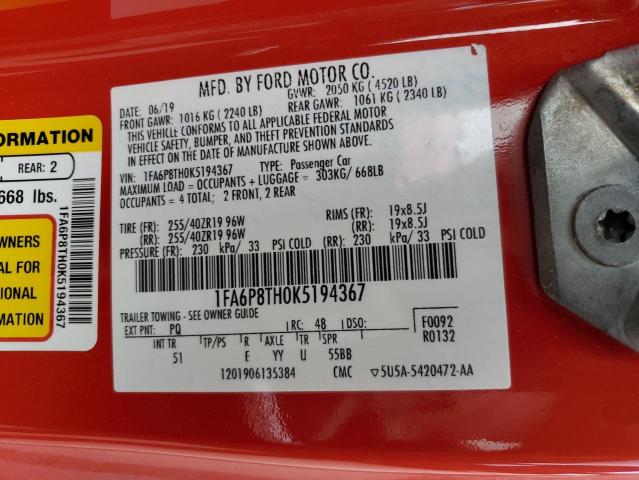 FORMATION
REAR: 2
668 lbs.
WNERS
AL FOR
IONAL
RMATION
1FA6P8TH0K5194367
MFD. BY FORD MOTOR CO.
DATE: 06/19
GVWR: 2050 KG (4520 LB)
FRONT GAWR: 1016 KG (2240 LB)
REAR GAWR: 1061 KG (2340 LB)
THIS VEHICLE CONFORMS TO ALL APPLICABLE FEDERAL MOTOR
VEHICLE SAFETY, BUMPER, AND THEFT PREVENTION STANDARDS
IN EFFECT ON THE DATE OF MANUFACTURE SHOWN ABOVE.
VIN: 1FA6P8TH0K5194367 TYPE: Passenger Car
MAXIMUM LOAD = OCCUPANTS + LUGGAGE = 303KG/ 668LB
OCCUPANTS = 4 TOTAL; 2 FRONT, 2 REAR
TIRE (FR): 255/40ZR19 96W RIMS (FR): 19x8.5J
(RR): 255/40ZR19 96W (RR): 19x8.5J
PRESSURE (FR): 230 kPa/ 33 PSI COLD (RR): 230 kPa/ 33 PSI COLD
1FA6P8TH0K5194367
TRAILER TOWING - SEE OWNER GUIDE
EXT PNT: PQ RC: 48 DSO:
F0092
R0132
INT TR TP/PS R AXLE TR SPR
51 E YY U 55BB
1201906135384 CMC 5U5A-5420472-AA